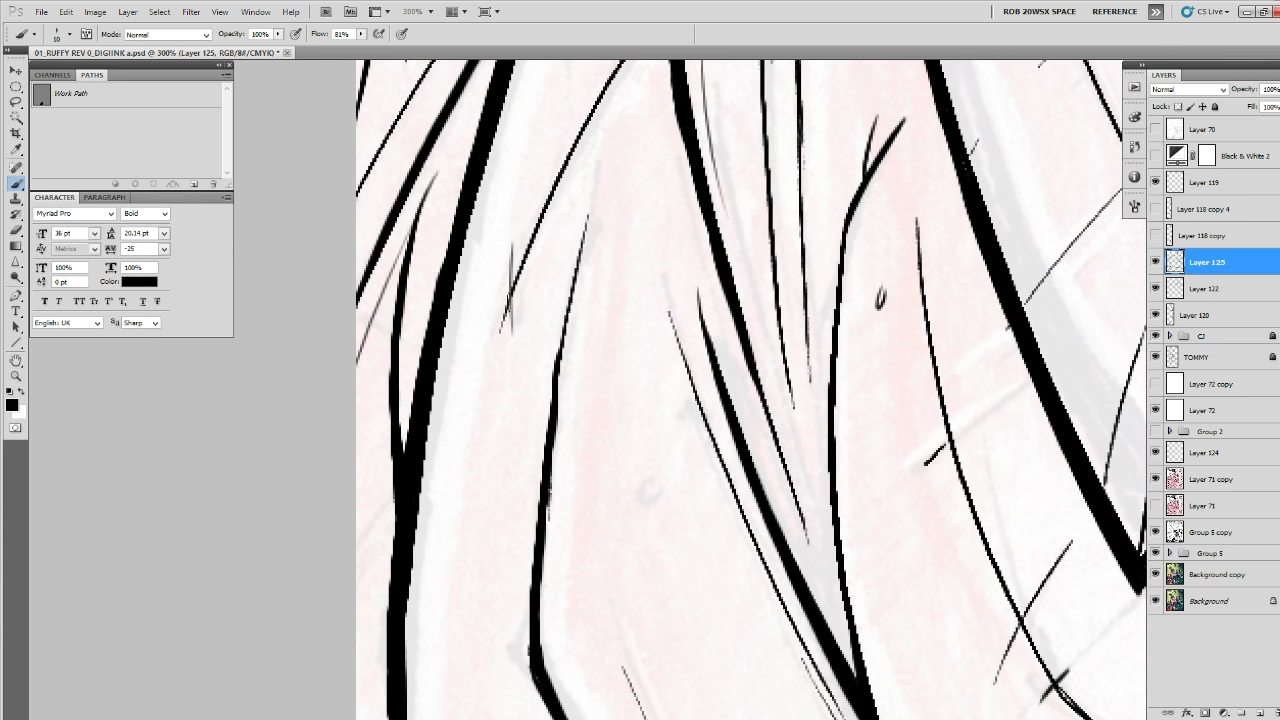 Ps File Edit Image Layer Select Filter View Window Help Br Mb 300% ROB 20WSX SPACE REFERENCE CS Live
10 Mode: Normal Opacity: 100% Flow: 81%
01_RUFFY REV 0_DIGIINK a.psd @ 300% (Layer 125, RGB/8#/CMYK) *
CHANNELS PATHS
Work Path
CHARACTER PARAGRAPH
Myriad Pro Bold
36 pt 20.14 pt
Metrics -25
100% 100%
0 pt Color:
English: UK Sharp
LAYERS
Normal Opacity: 100%
Lock: Fill: 100%
Layer 70
Black & White 2
Layer 119
Layer 118 copy 4
Layer 118 copy
Layer 125
Layer 122
Layer 120
CJ
TOMMY
Layer 72 copy
Layer 72
Group 2
Layer 124
Layer 71 copy
Layer 71
Group 5 copy
Group 5
Background copy
Background